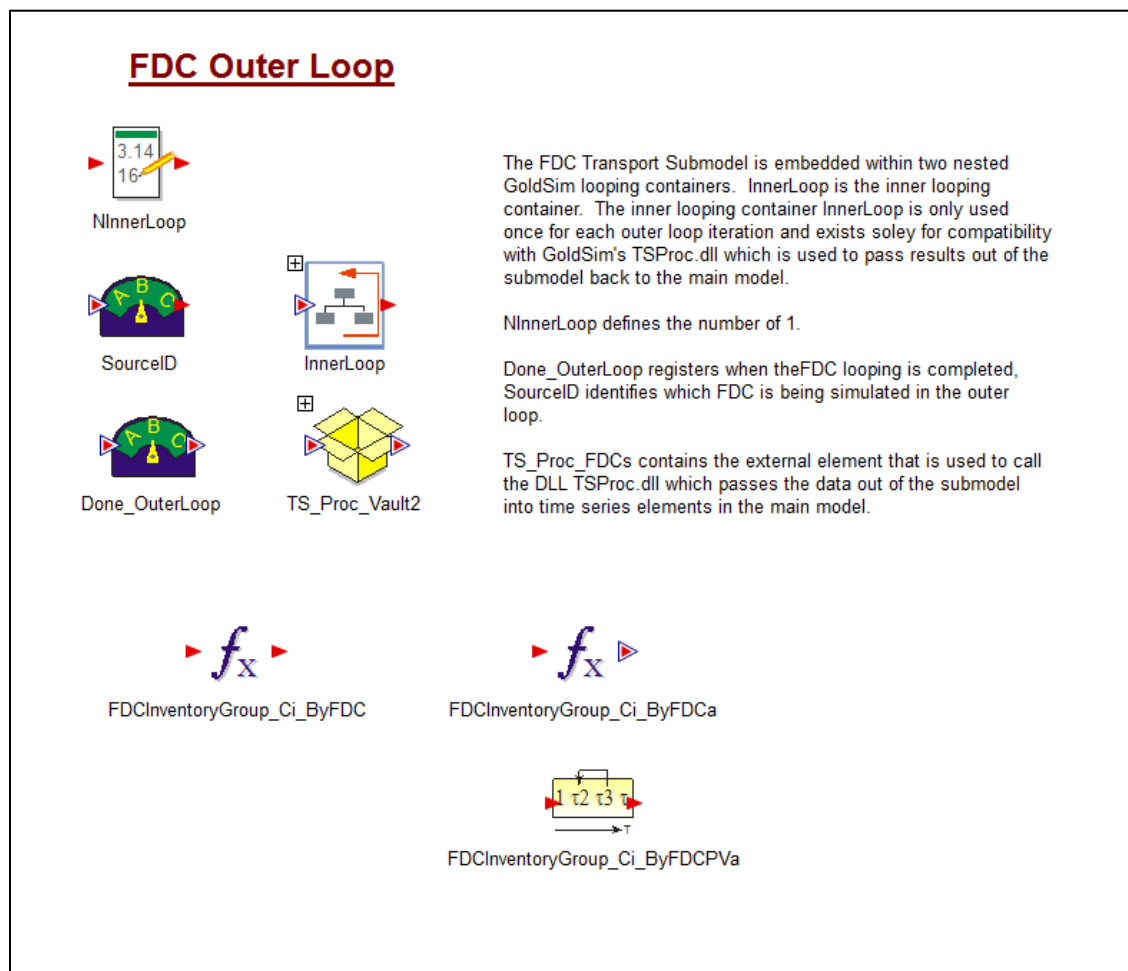 FDC Outer Loop
3.14
16
NInnerLoop
A B C
SourceID
InnerLoop
A B C
Done_OuterLoop
TS_Proc_Vault2
The FDC Transport Submodel is embedded within two nested
GoldSim looping containers.  InnerLoop is the inner looping
container.  The inner looping container InnerLoop is only used
once for each outer loop iteration and exists soley for compatibility
with GoldSim's TSProc.dll which is used to pass results out of the
submodel back to the main model.
NInnerLoop defines the number of 1.
Done_OuterLoop registers when theFDC looping is completed,
SourceID identifies which FDC is being simulated in the outer
loop.
TS_Proc_FDCs contains the external element that is used to call
the DLL TSProc.dll which passes the data out of the submodel
into time series elements in the main model.
fx
FDCInventoryGroup_Ci_ByFDC
fx
FDCInventoryGroup_Ci_ByFDCa
1 τ2 τ3 τ
T
FDCInventoryGroup_Ci_ByFDCPVa